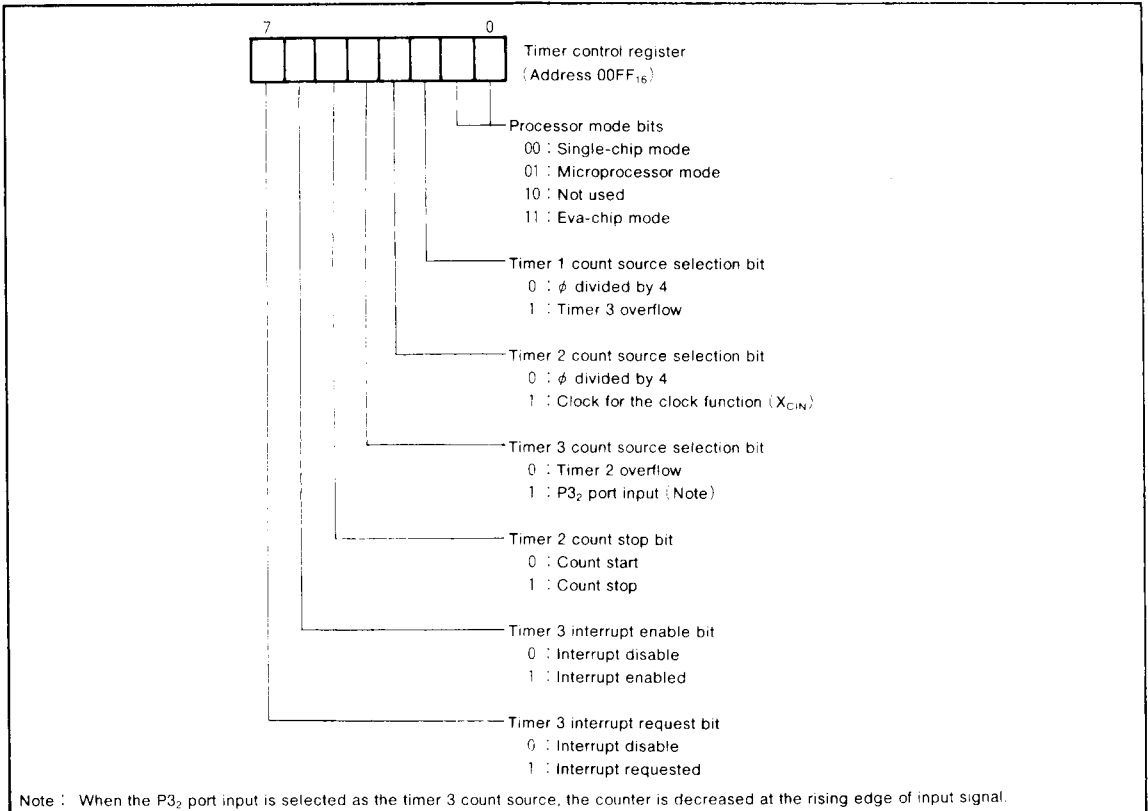 7 0
Timer control register
(Address 00FF₁₆)
Processor mode bits
00 : Single-chip mode
01 : Microprocessor mode
10 : Not used
11 : Eva-chip mode
Timer 1 count source selection bit
0 : φ divided by 4
1 : Timer 3 overflow
Timer 2 count source selection bit
0 : φ divided by 4
1 : Clock for the clock function (X_CIN)
Timer 3 count source selection bit
0 : Timer 2 overflow
1 : P3₂ port input (Note)
Timer 2 count stop bit
0 : Count start
1 : Count stop
Timer 3 interrupt enable bit
0 : Interrupt disable
1 : Interrupt enabled
Timer 3 interrupt request bit
0 : Interrupt disable
1 : Interrupt requested
Note : When the P3₂ port input is selected as the timer 3 count source, the counter is decreased at the rising edge of input signal.